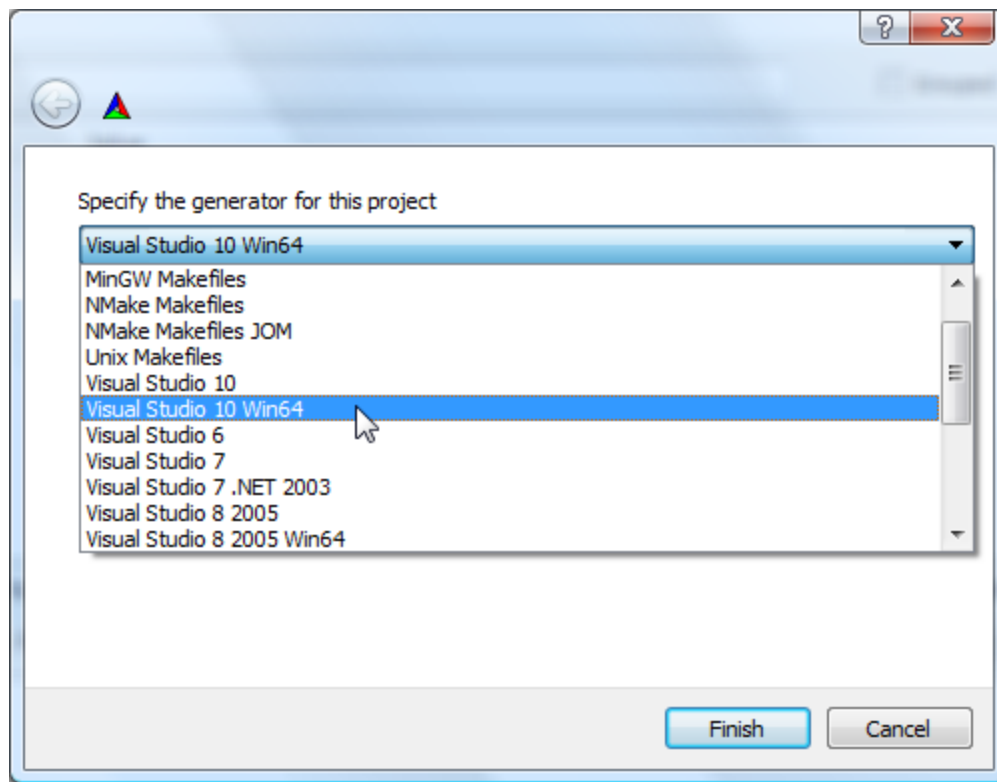 Specify the generator for this project
Visual Studio 10 Win64
MinGW Makefiles
NMake Makefiles
NMake Makefiles JOM
Unix Makefiles
Visual Studio 10
Visual Studio 10 Win64
Visual Studio 6
Visual Studio 7
Visual Studio 7 .NET 2003
Visual Studio 8 2005
Visual Studio 8 2005 Win64
Finish Cancel